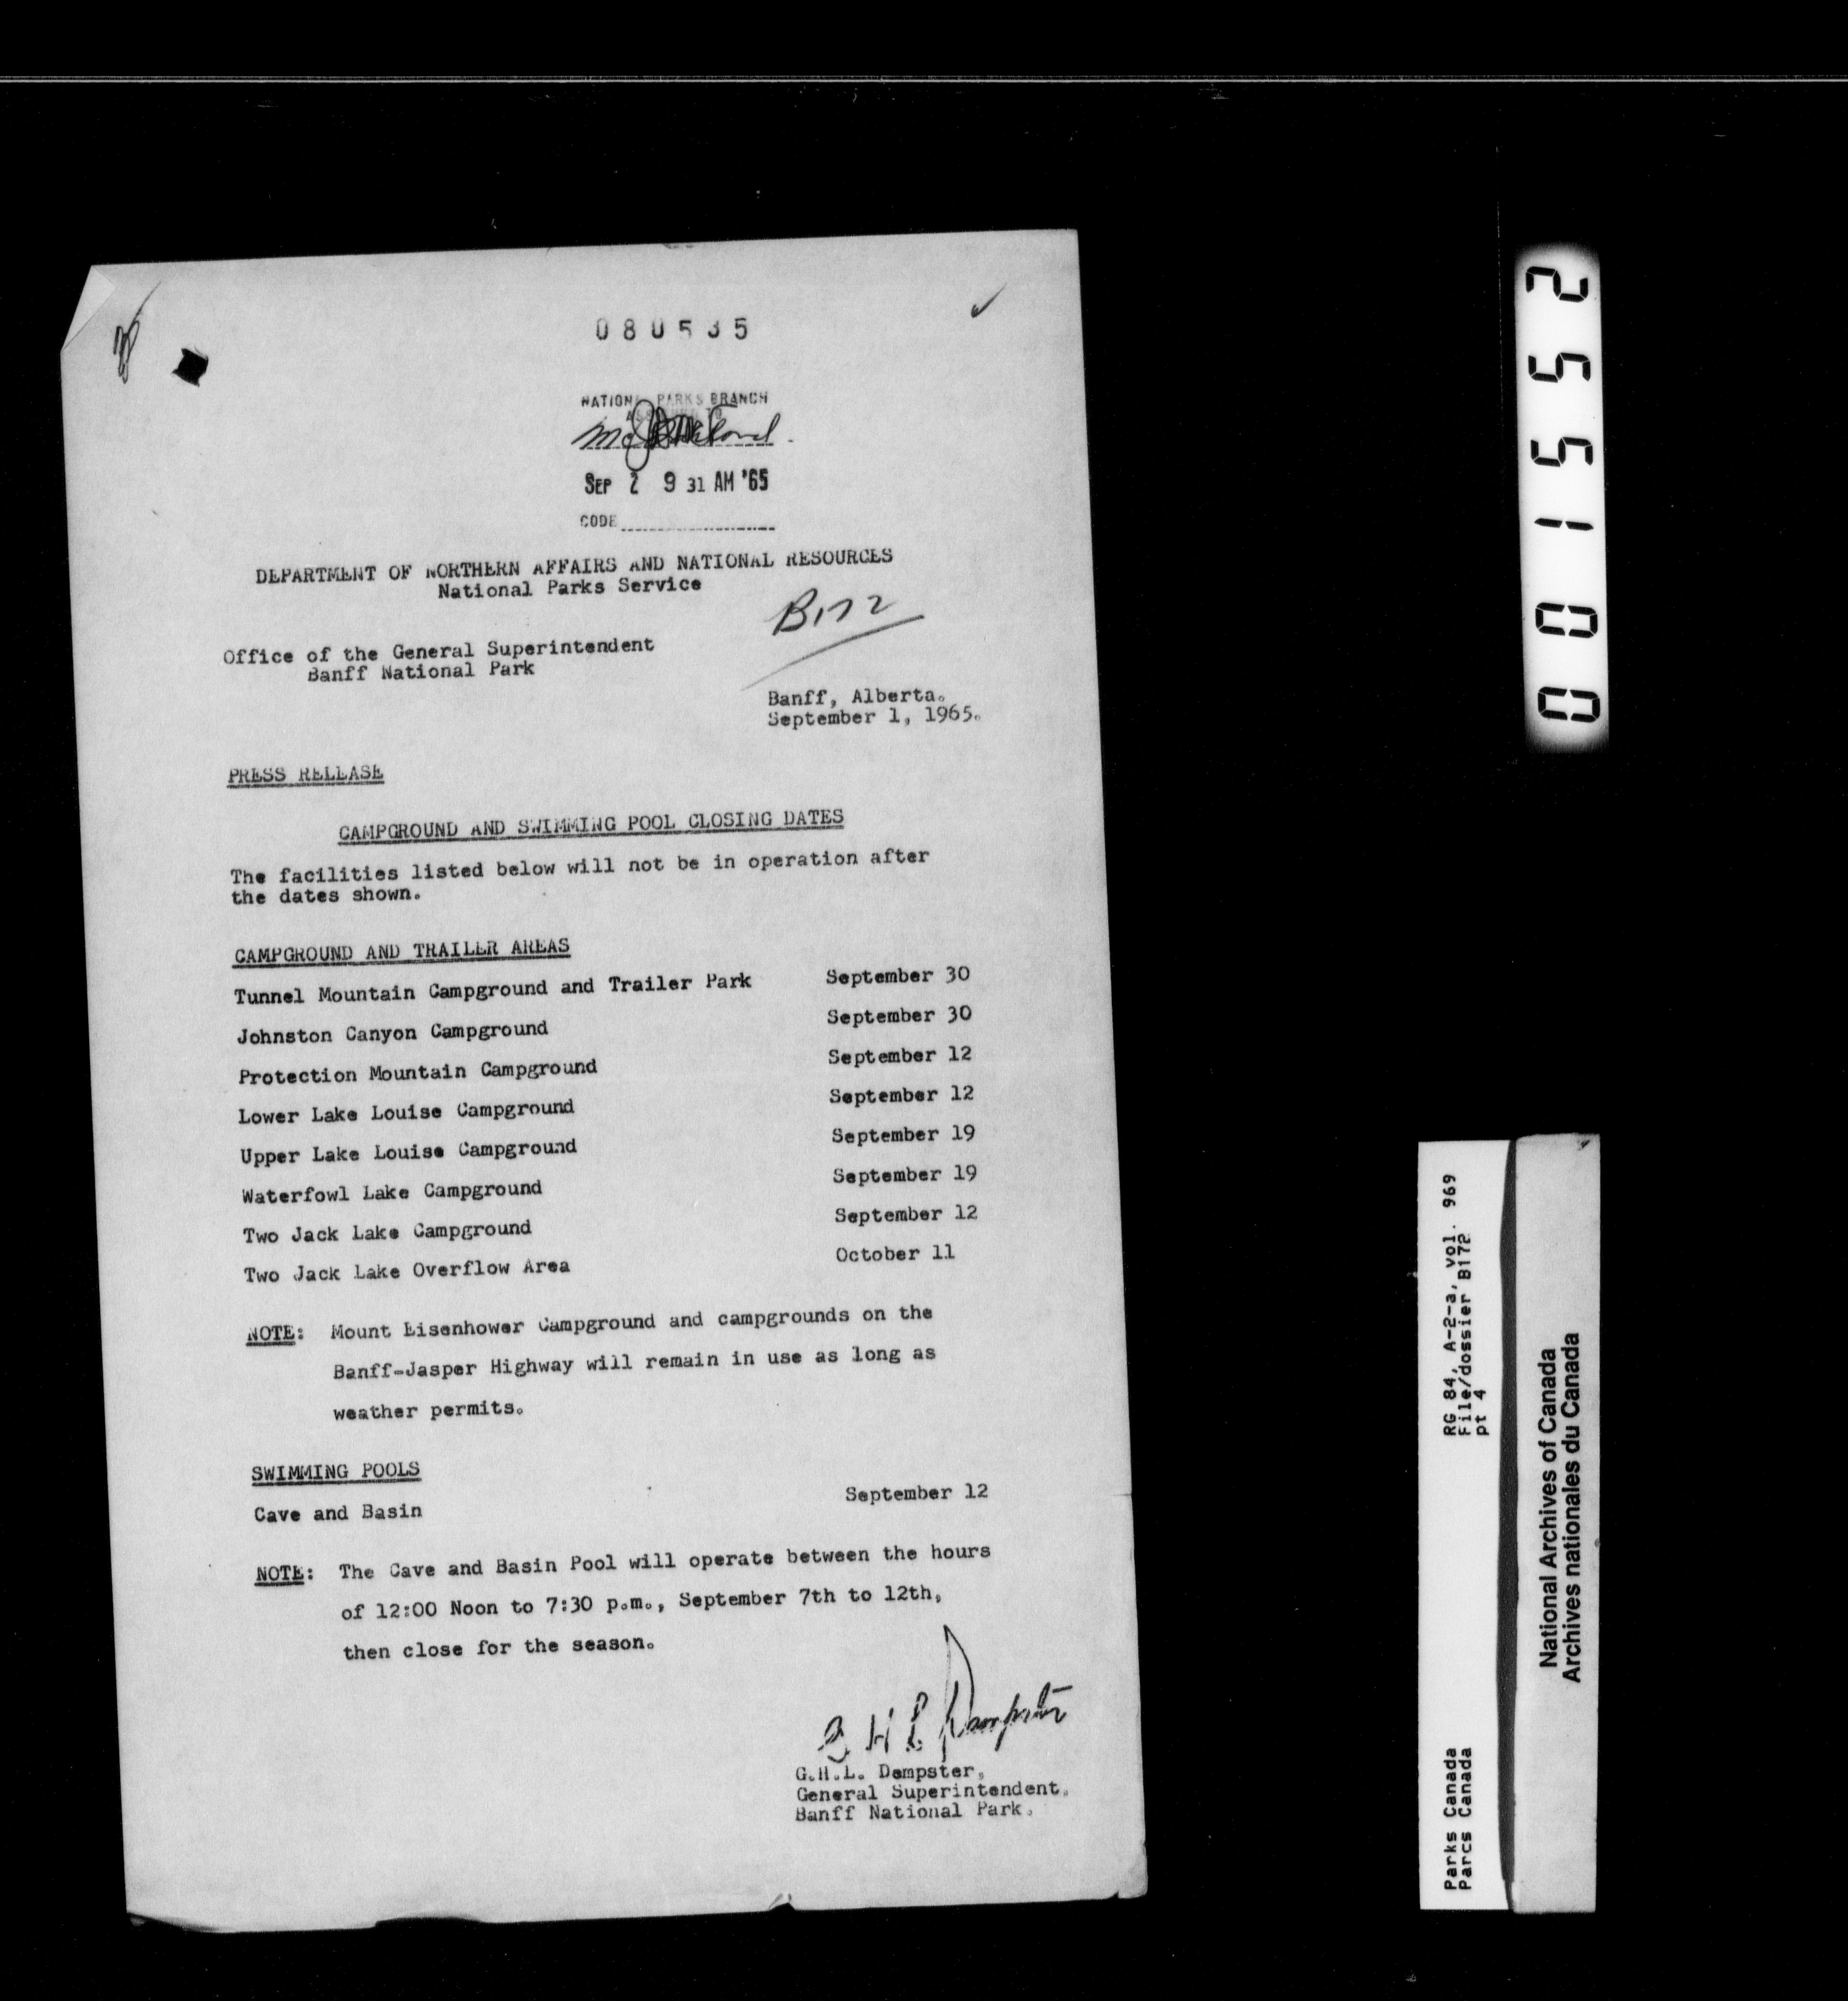 080535
NATIONAL PARKS BRANCH
ASSIGNED TO
SEP 2 9 31 AM '65
CODE
DEPARTMENT OF NORTHERN AFFAIRS AND NATIONAL RESOURCES
National Parks Service
B172
Office of the General Superintendent
Banff National Park
Banff, Alberta.
September 1, 1965.
PRESS RELEASE
CAMPGROUND AND SWIMMING POOL CLOSING DATES
The facilities listed below will not be in operation after
the dates shown.
CAMPGROUND AND TRAILER AREAS
Tunnel Mountain Campground and Trailer Park September 30
Johnston Canyon Campground September 30
Protection Mountain Campground September 12
Lower Lake Louise Campground September 12
Upper Lake Louise Campground September 19
Waterfowl Lake Campground September 19
Two Jack Lake Campground September 12
Two Jack Lake Overflow Area October 11
NOTE: Mount Eisenhower Campground and campgrounds on the
Banff-Jasper Highway will remain in use as long as
weather permits.
SWIMMING POOLS
Cave and Basin September 12
NOTE: The Cave and Basin Pool will operate between the hours
of 12:00 Noon to 7:30 p.m., September 7th to 12th,
then close for the season.
G H L Dempster
G.H.L. Dempster,
General Superintendent,
Banff National Park.
001552
RG 84, A-2-a, vol. 969
File/dossier B172
pt 4
Parks Canada
Parcs Canada
National Archives of Canada
Archives nationales du Canada